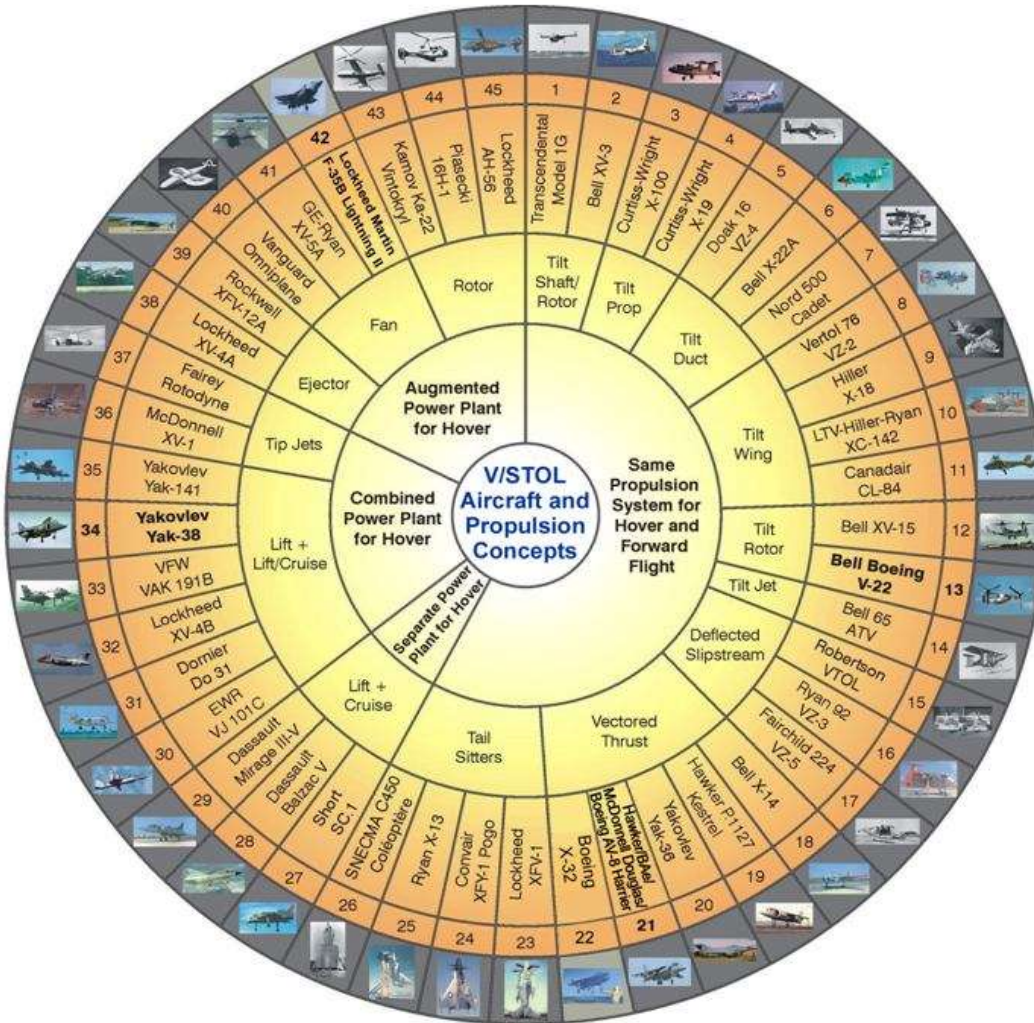 V/STOL
Aircraft and
Propulsion
Concepts
Same
Propulsion
System for
Hover and
Forward
Flight
Separate Power
Plant for Hover
Combined
Power Plant
for Hover
Augmented
Power Plant
for Hover
Tilt
Shaft/
Rotor
Tilt
Prop
Tilt
Duct
Tilt
Wing
Tilt
Rotor
Tilt Jet
Deflected
Slipstream
Vectored
Thrust
Tail
Sitters
Lift +
Cruise
Lift +
Lift/Cruise
Tip Jets
Ejector
Fan
Rotor
1
Transcendental
Model 1G
2
Bell XV-3
3
Curtiss-Wright
X-100
4
Curtiss-Wright
X-19
5
Doak 16
VZ-4
6
Bell X-22A
7
Nord 500
Cadet
8
Vertol 76
VZ-2
9
Hiller
X-18
10
LTV-Hiller-Ryan
XC-142
11
Canadair
CL-84
12
Bell XV-15
13
Bell Boeing
V-22
14
Bell 65
ATV
15
Robertson
VTOL
16
Ryan 92
VZ-3
17
Fairchild 224
VZ-5
18
Bell X-14
19
Hawker P.1127
Kestrel
20
Yakovlev
Yak-36
21
Hawker/BAe/
McDonnell Douglas/
Boeing AV-8 Harrier
22
Boeing
X-32
23
Lockheed
XFV-1
24
Convair
XFY-1 Pogo
25
Ryan X-13
26
SNECMA C450
Coléoptère
27
Short
SC.1
28
Dassault
Balzac V
29
Dassault
Mirage III-V
30
EWR
VJ 101C
31
Dornier
Do 31
32
Lockheed
XV-4B
33
VFW
VAK 191B
34
Yakovlev
Yak-38
35
Yakovlev
Yak-141
36
McDonnell
XV-1
37
Fairey
Rotodyne
38
Lockheed
XV-4A
39
Rockwell
XFV-12A
40
Vanguard
Omniplane
41
GE-Ryan
XV-5A
42
Lockheed Martin
F-35B Lightning II
43
Kamov Ka-22
Vintokryl
44
Piasecki
16H-1
45
Lockheed
AH-56